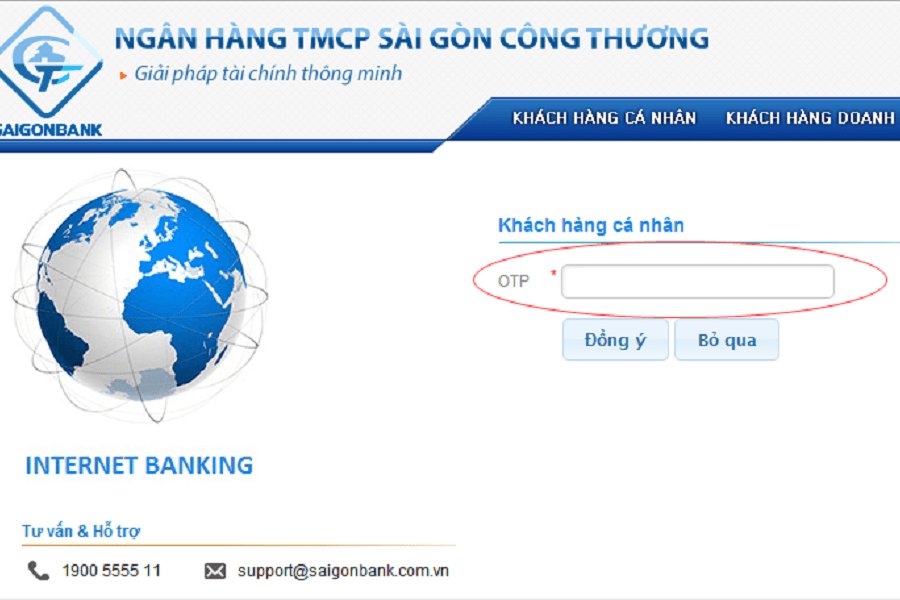 NGÂN HÀNG TMCP SÀI GÒN CÔNG THƯƠNG
Giải pháp tài chính thông minh
SAIGONBANK
KHÁCH HÀNG CÁ NHÂN KHÁCH HÀNG DOANH
Khách hàng cá nhân
OTP *
Đồng ý Bỏ qua
INTERNET BANKING
Tư vấn & Hỗ trợ
1900 5555 11 support@saigonbank.com.vn